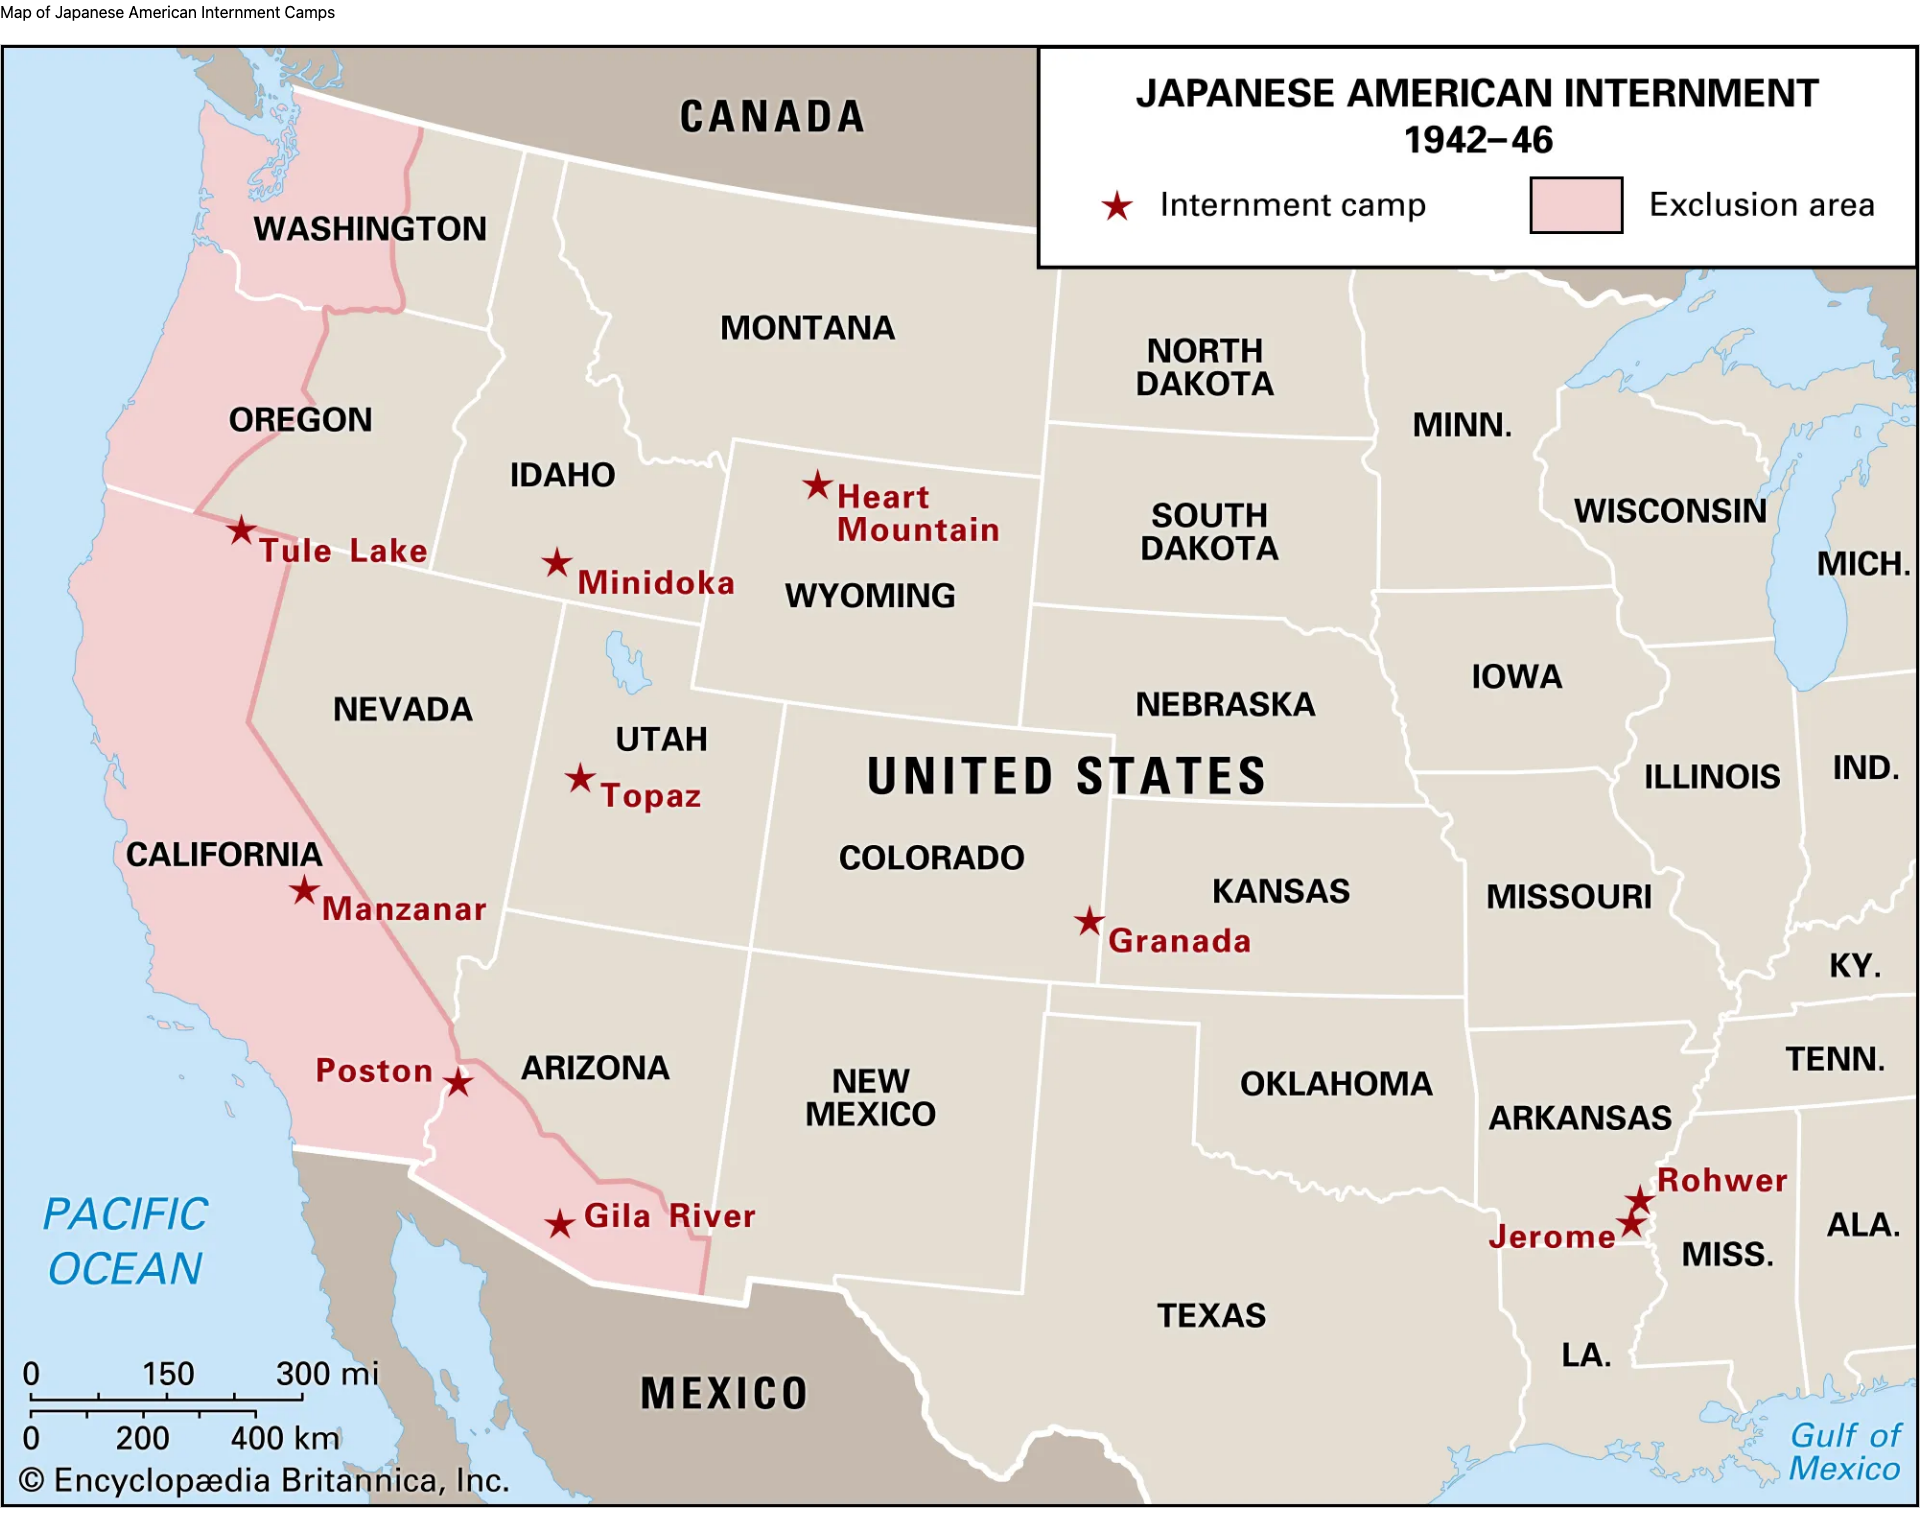 Map of Japanese American Internment Camps
JAPANESE AMERICAN INTERNMENT
1942–46
Internment camp
Exclusion area
CANADA
WASHINGTON
MONTANA
NORTH
DAKOTA
MINN.
OREGON
IDAHO
Heart
Mountain
SOUTH
DAKOTA
WISCONSIN
MICH.
Tule Lake
Minidoka
WYOMING
IOWA
NEVADA
NEBRASKA
UTAH
UNITED STATES
ILLINOIS
IND.
Topaz
CALIFORNIA
COLORADO
KANSAS
MISSOURI
Manzanar
Granada
KY.
Poston
ARIZONA
NEW
MEXICO
OKLAHOMA
TENN.
ARKANSAS
Rohwer
Gila River
Jerome
MISS.
ALA.
PACIFIC
OCEAN
TEXAS
LA.
MEXICO
0 150 300 mi
0 200 400 km
Gulf of
Mexico
© Encyclopædia Britannica, Inc.